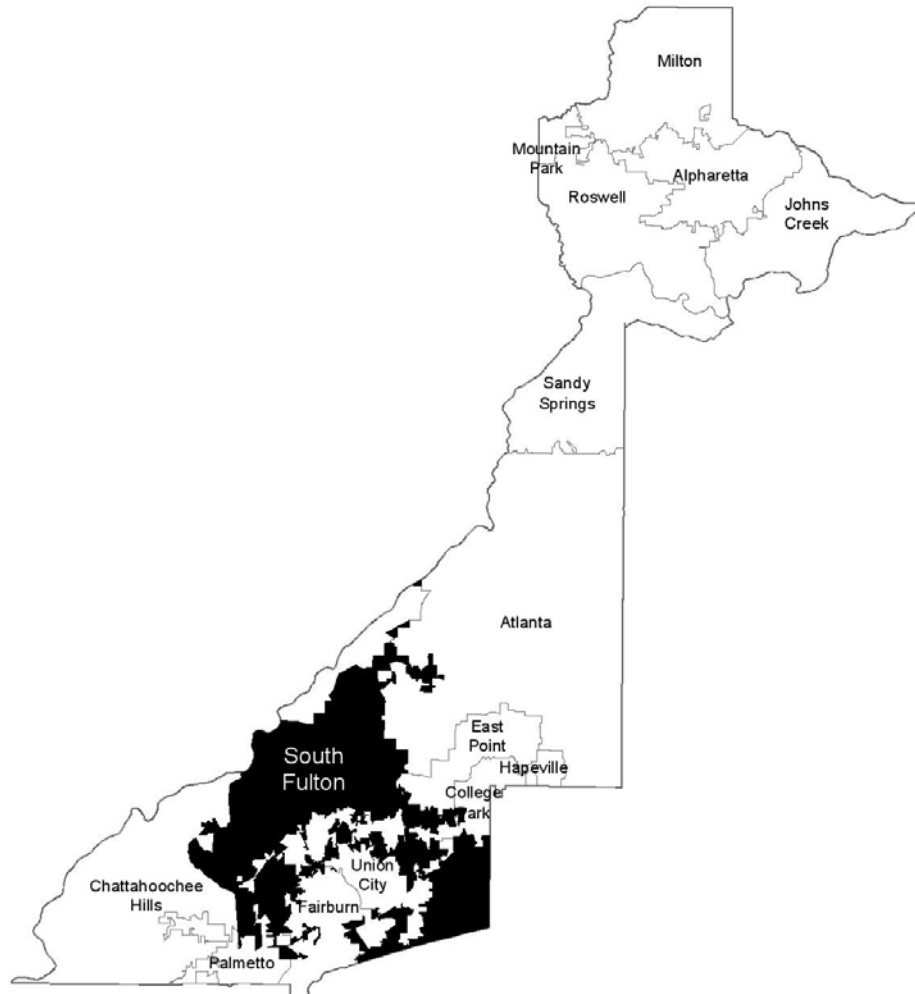 Milton
Mountain
Park
Alpharetta
Roswell
Johns
Creek
Sandy
Springs
Atlanta
East
Point
Hapeville
South
Fulton
College
Park
Union
City
Chattahoochee
Hills
Fairburn
Palmetto